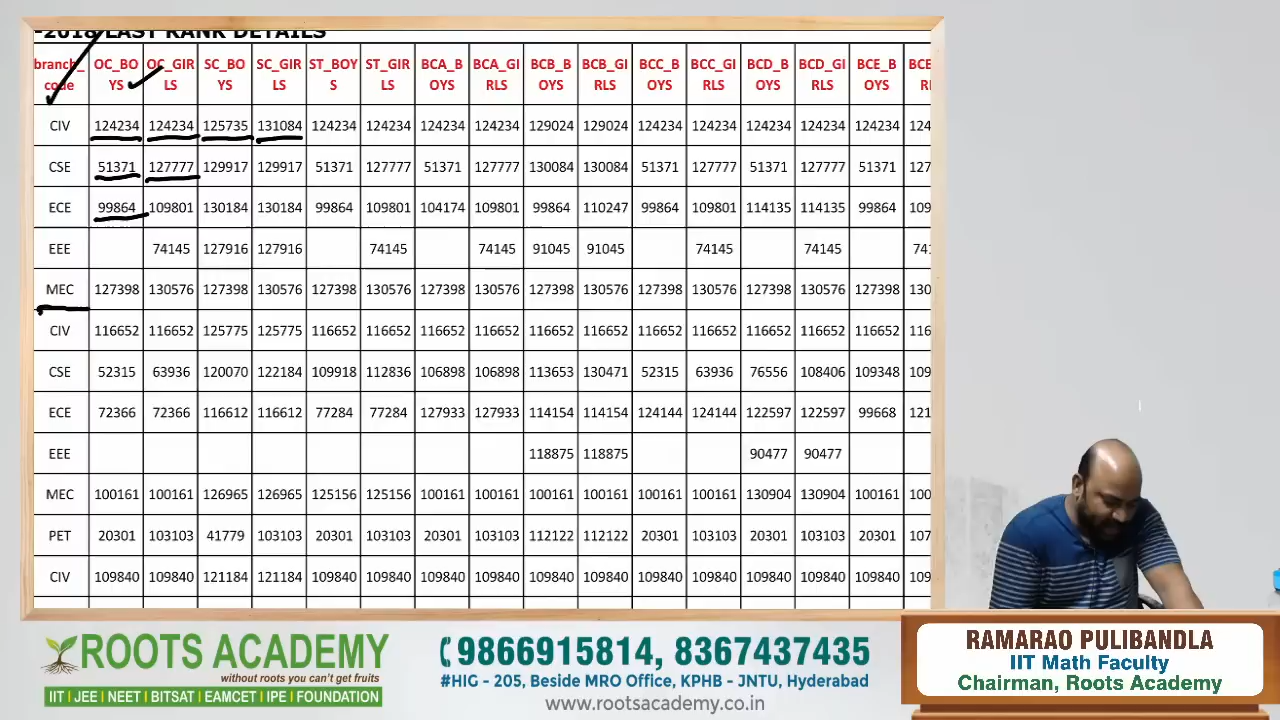 -2018 LAST RANK DETAILS
branch_code OC_BOYS OC_GIRLS SC_BOYS SC_GIRLS ST_BOYS ST_GIRLS BCA_BOYS BCA_GIRLS BCB_BOYS BCB_GIRLS BCC_BOYS BCC_GIRLS BCD_BOYS BCD_GIRLS BCE_BOYS BCE
CIV 124234 124234 125735 131084 124234 124234 124234 124234 129024 129024 124234 124234 124234 124234 124234 124
CSE 51371 127777 129917 129917 51371 127777 51371 127777 130084 130084 51371 127777 51371 127777 51371 127
ECE 99864 109801 130184 130184 99864 109801 104174 109801 99864 110247 99864 109801 114135 114135 99864 109
EEE 74145 127916 127916 74145 74145 91045 91045 74145 74145 741
MEC 127398 130576 127398 130576 127398 130576 127398 130576 127398 130576 127398 130576 127398 130576 127398 130
CIV 116652 116652 125775 125775 116652 116652 116652 116652 116652 116652 116652 116652 116652 116652 116652 116
CSE 52315 63936 120070 122184 109918 112836 106898 106898 113653 130471 52315 63936 76556 108406 109348 109
ECE 72366 72366 116612 116612 77284 77284 127933 127933 114154 114154 124144 124144 122597 122597 99668 121
EEE 118875 118875 90477 90477
MEC 100161 100161 126965 126965 125156 125156 100161 100161 100161 100161 100161 100161 130904 130904 100161 100
PET 20301 103103 41779 103103 20301 103103 20301 103103 112122 112122 20301 103103 20301 103103 20301 107
CIV 109840 109840 121184 121184 109840 109840 109840 109840 109840 109840 109840 109840 109840 109840 109840 109
ROOTS ACADEMY
without roots you can't get fruits
IIT | JEE | NEET | BITSAT | EAMCET | IPE | FOUNDATION
9866915814, 8367437435
#HIG - 205, Beside MRO Office, KPHB - JNTU, Hyderabad
www.rootsacademy.co.in
RAMARAO PULIBANDLA
IIT Math Faculty
Chairman, Roots Academy